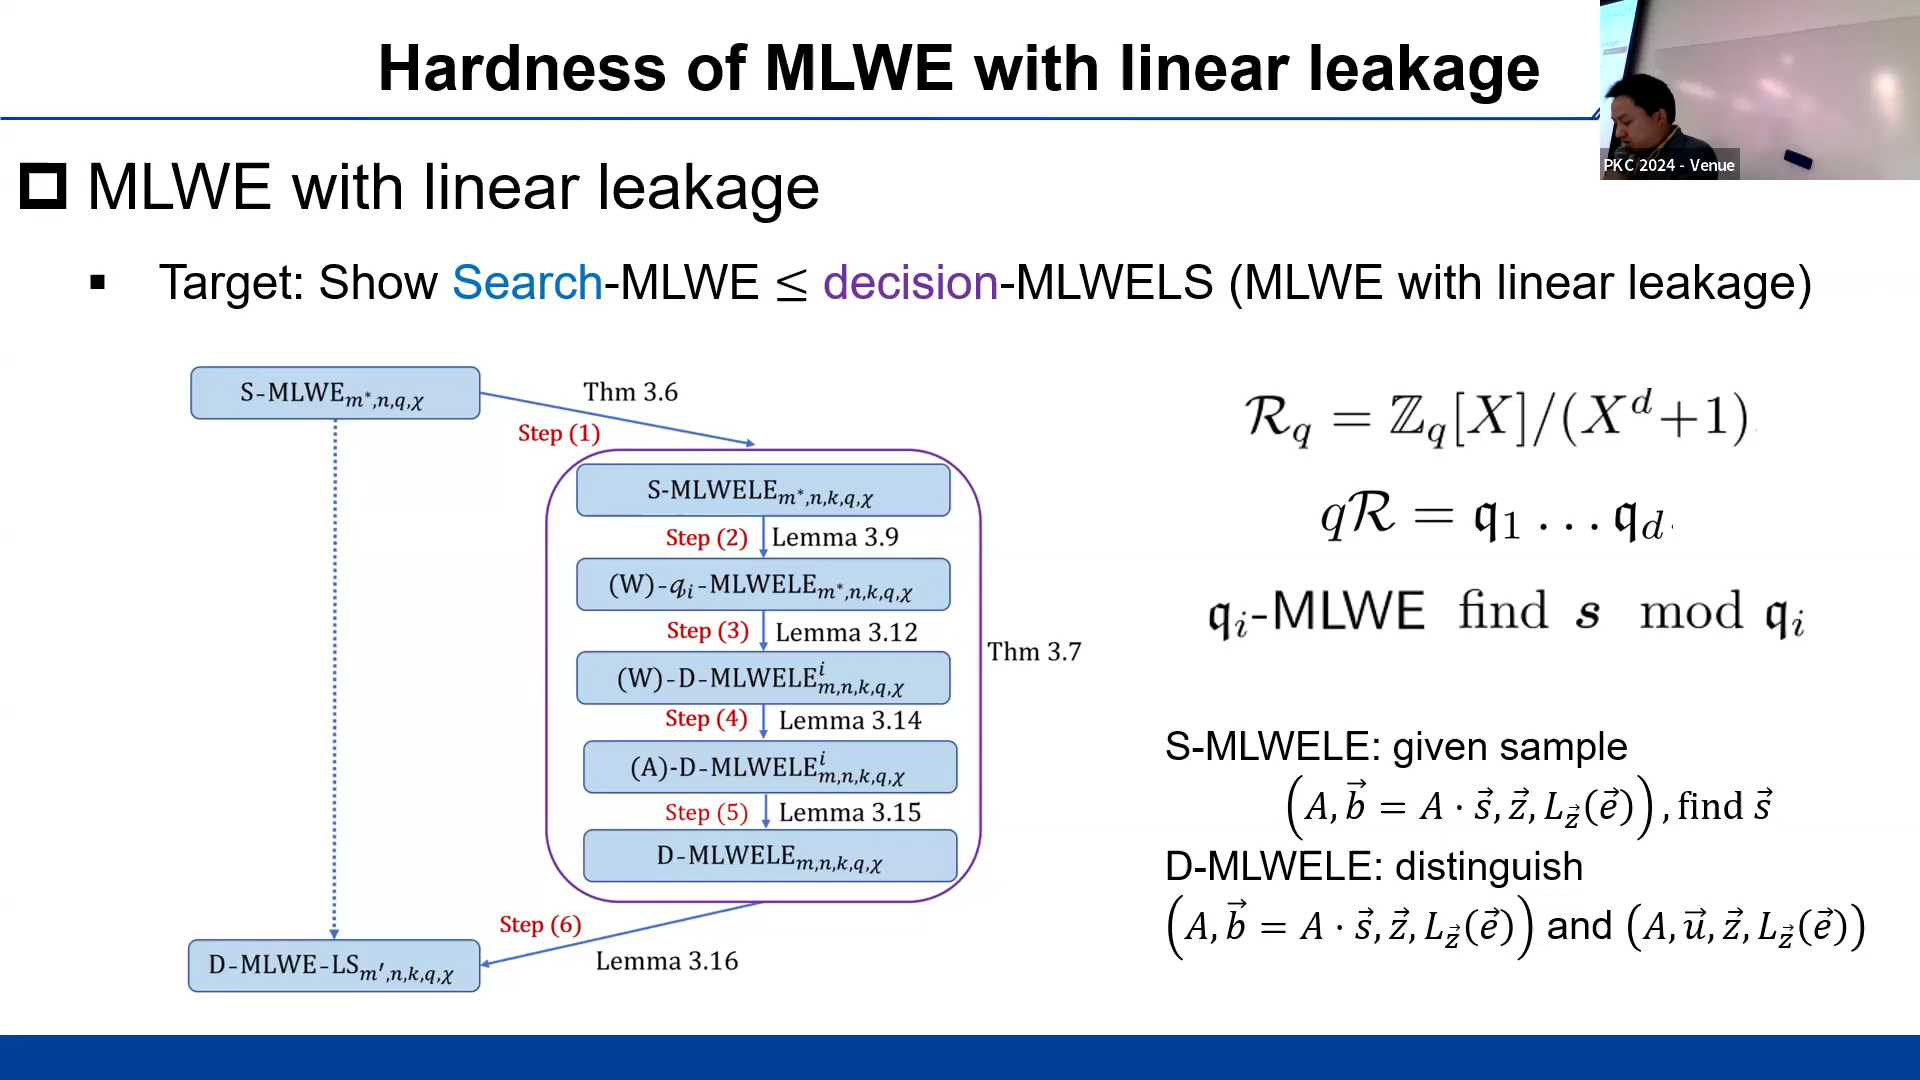 Hardness of MLWE with linear leakage
PKC 2024 - Venue
MLWE with linear leakage
▪ Target: Show Search-MLWE ≤ decision-MLWELS (MLWE with linear leakage)
S-MLWE_{m*,n,q,χ}
Thm 3.6
Step (1)
S-MLWELE_{m*,n,k,q,χ}
Step (2) Lemma 3.9
(W)-𝓆_i-MLWELE_{m*,n,k,q,χ}
Step (3) Lemma 3.12
(W)-D-MLWELE^i_{m,n,k,q,χ}
Thm 3.7
Step (4) Lemma 3.14
(A)-D-MLWELE^i_{m,n,k,q,χ}
Step (5) Lemma 3.15
D-MLWELE_{m,n,k,q,χ}
Step (6)
Lemma 3.16
D-MLWE-LS_{m′,n,k,q,χ}
ℛ_q = ℤ_q[X]/(X^d+1)
qℛ = 𝔮_1 … 𝔮_d.
𝔮_i-MLWE find s mod 𝔮_i
S-MLWELE: given sample
(A, b⃗ = A · s⃗, z⃗, L_z⃗(e⃗)), find s⃗
D-MLWELE: distinguish
(A, b⃗ = A · s⃗, z⃗, L_z⃗(e⃗)) and (A, u⃗, z⃗, L_z⃗(e⃗))